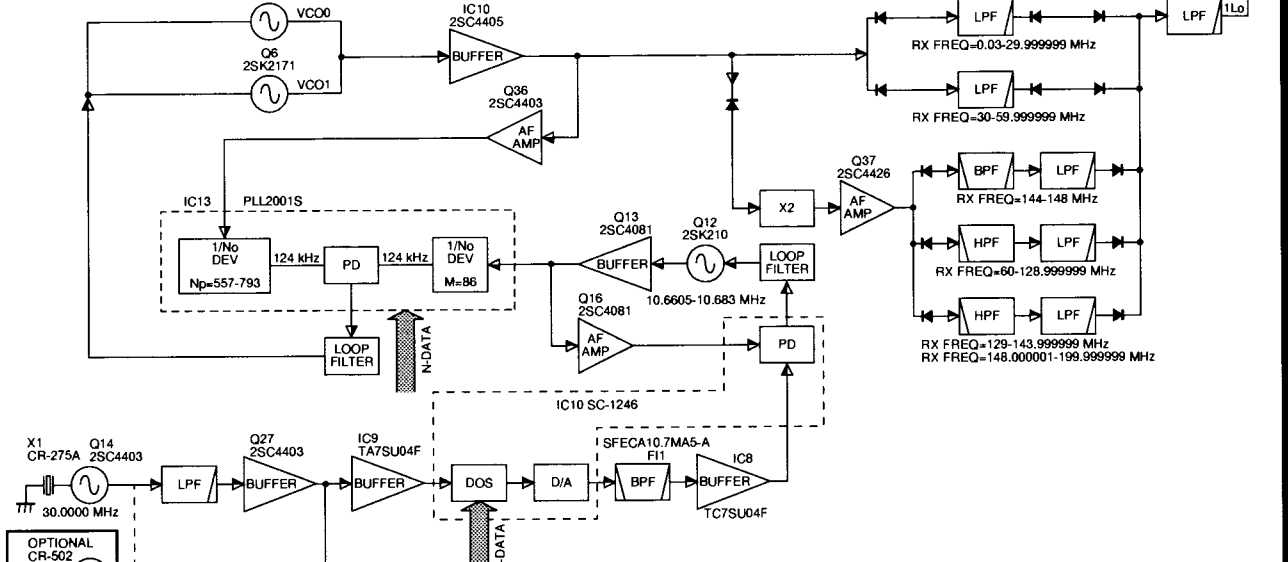 VCO0
Q6
2SK2171
VCO1
IC10
2SC4405
BUFFER
Q36
2SC4403
AF
AMP
LPF
RX FREQ=0.03-29.999999 MHz
LPF
1Lo
LPF
RX FREQ=30-59.999999 MHz
Q37
2SC4426
X2
AF
AMP
BPF
LPF
RX FREQ=144-148 MHz
HPF
LPF
RX FREQ=60-128.999999 MHz
HPF
LPF
RX FREQ=129-143.999999 MHz
RX FREQ=148.000001-199.999999 MHz
IC13
PLL2001S
1/No
DEV
Np=557-793
124 kHz
PD
124 kHz
1/No
DEV
M=86
LOOP
FILTER
N-DATA
Q13
2SC4081
BUFFER
Q12
2SK210
LOOP
FILTER
10.6605-10.683 MHz
Q16
2SC4081
AF
AMP
PD
IC10 SC-1246
X1
CR-275A
Q14
2SC4403
30.0000 MHz
LPF
Q27
2SC4403
BUFFER
IC9
TA7SU04F
BUFFER
DOS
D/A
SFECA10.7MA5-A
FI1
BPF
IC8
BUFFER
TC7SU04F
-DATA
OPTIONAL
CR-502